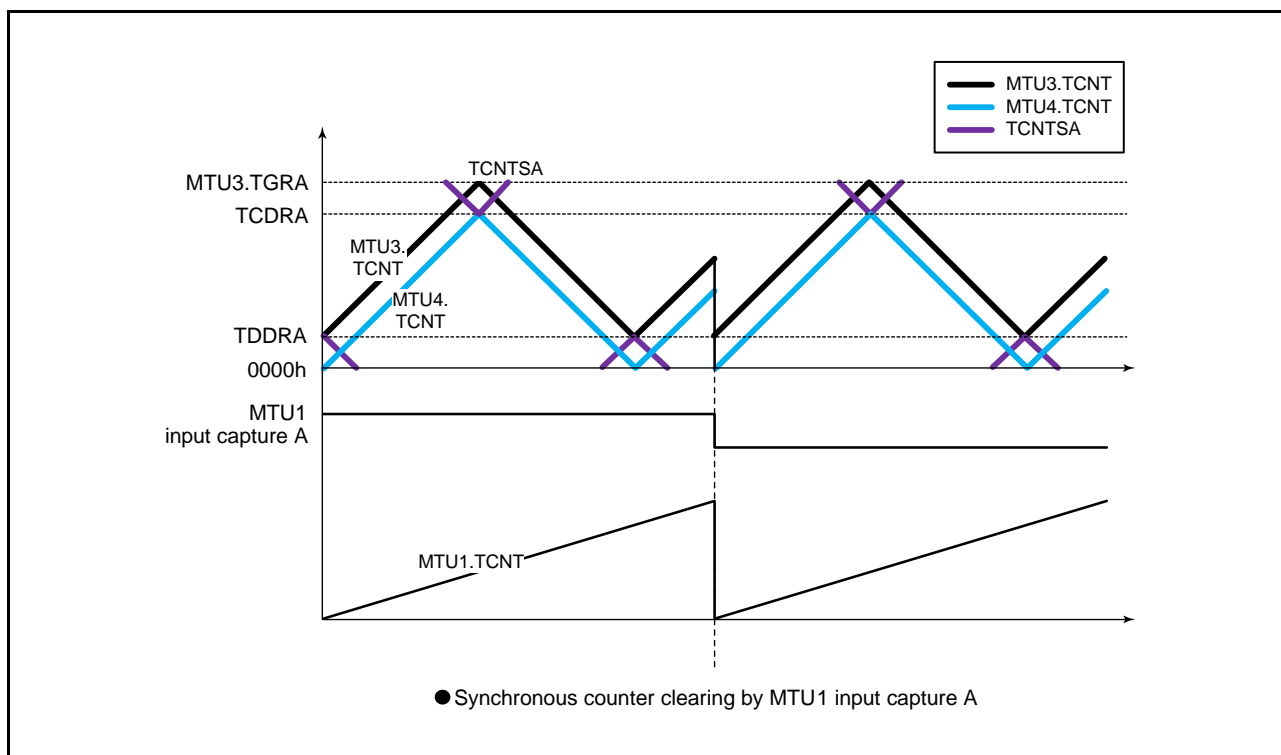 MTU3.TCNT
MTU4.TCNT
TCNTSA
TCNTSA
MTU3.TGRA
TCDRA
MTU3.
TCNT
MTU4.
TCNT
TDDRA
0000h
MTU1
input capture A
MTU1.TCNT
● Synchronous counter clearing by MTU1 input capture A